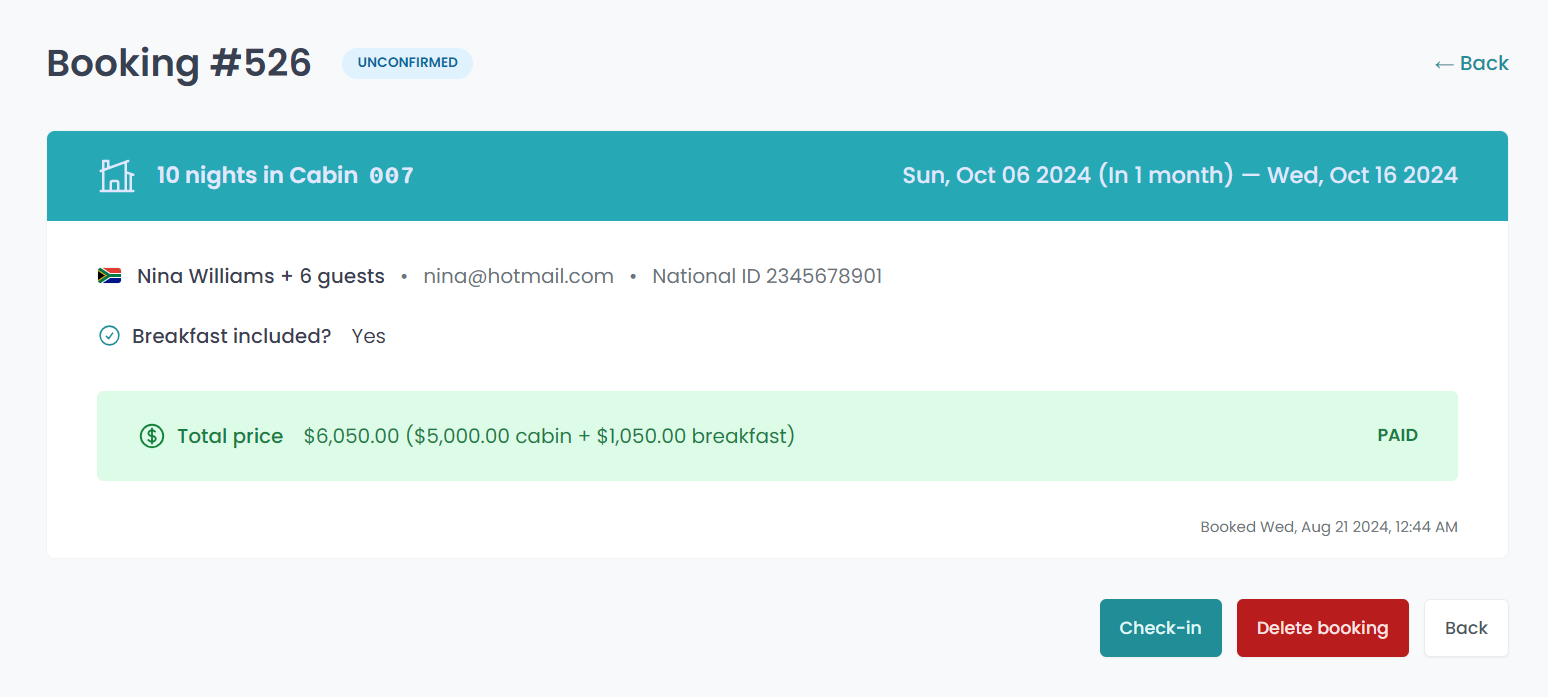 Booking #526 UNCONFIRMED ← Back
10 nights in Cabin 007 Sun, Oct 06 2024 (In 1 month) — Wed, Oct 16 2024
Nina Williams + 6 guests • nina@hotmail.com • National ID 2345678901
Breakfast included? Yes
Total price $6,050.00 ($5,000.00 cabin + $1,050.00 breakfast) PAID
Booked Wed, Aug 21 2024, 12:44 AM
Check-in Delete booking Back